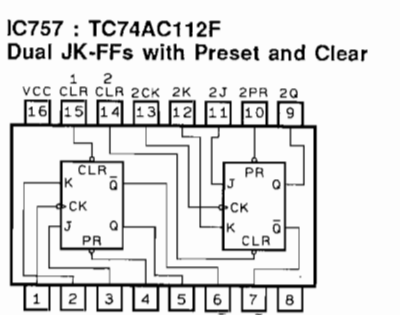 IC757 : TC74AC112F
Dual JK-FFs with Preset and Clear
1 2
VCC CLR CLR 2CK 2K 2J 2PR 2Q
16 15 14 13 12 11 10 9
CLR
K Q̅
CK
J Q
PR
PR
J Q
CK
K Q̅
CLR
1 2 3 4 5 6 7 8